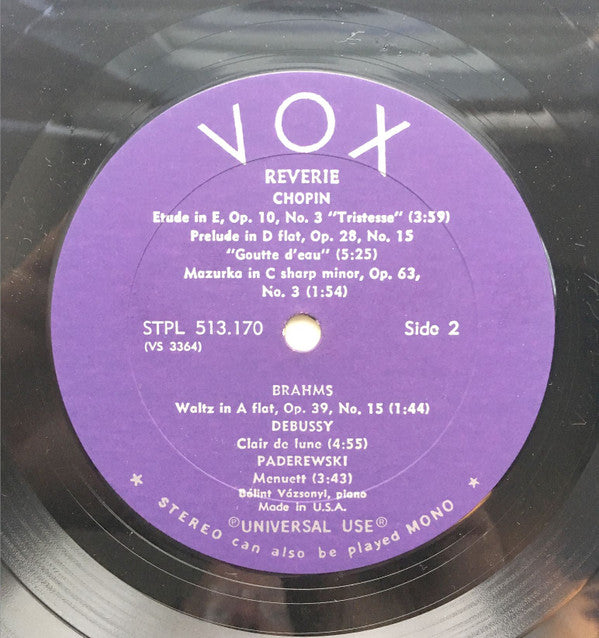 VOX
REVERIE
CHOPIN
Etude in E, Op. 10, No. 3 "Tristesse" (3:59)
Prelude in D flat, Op. 28, No. 15
"Goutte d'eau" (5:25)
Mazurka in C sharp minor, Op. 63,
No. 3 (1:54)
STPL 513.170 Side 2
(VS 3364)
BRAHMS
Waltz in A flat, Op. 39, No. 15 (1:44)
DEBUSSY
Clair de lune (4:55)
PADEREWSKI
Menuett (3:43)
Bálint Vázsonyi, piano
Made in U.S.A.
℗UNIVERSAL USE®
★ STEREO can also be played MONO ★